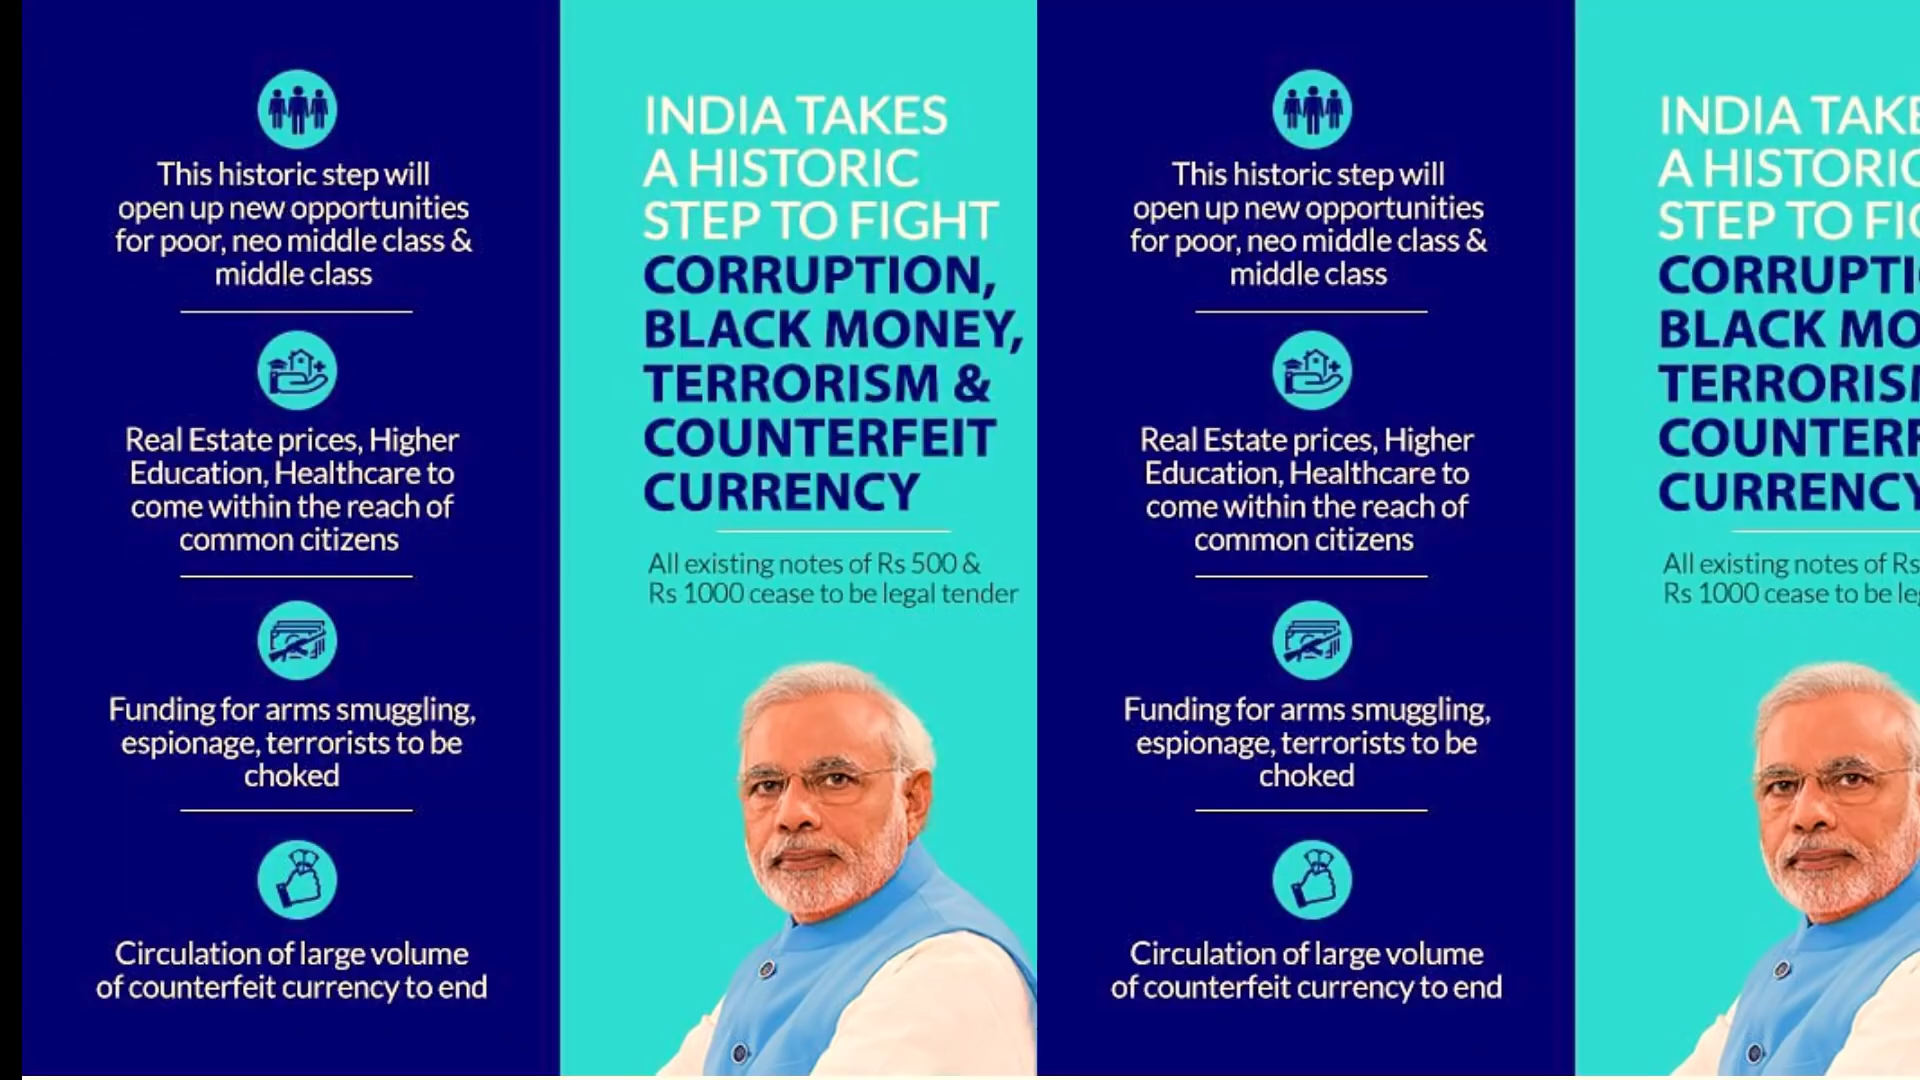 This historic step will
open up new opportunities
for poor, neo middle class &
middle class
Real Estate prices, Higher
Education, Healthcare to
come within the reach of
common citizens
Funding for arms smuggling,
espionage, terrorists to be
choked
Circulation of large volume
of counterfeit currency to end
INDIA TAKES
A HISTORIC
STEP TO FIGHT
CORRUPTION,
BLACK MONEY,
TERRORISM &
COUNTERFEIT
CURRENCY
All existing notes of Rs 500 &
Rs 1000 cease to be legal tender
This historic step will
open up new opportunities
for poor, neo middle class &
middle class
Real Estate prices, Higher
Education, Healthcare to
come within the reach of
common citizens
Funding for arms smuggling,
espionage, terrorists to be
choked
Circulation of large volume
of counterfeit currency to end
INDIA TAKE
A HISTORIC
STEP TO FIG
CORRUPTI
BLACK MO
TERRORISM
COUNTERF
CURRENCY
All existing notes of Rs
Rs 1000 cease to be leg